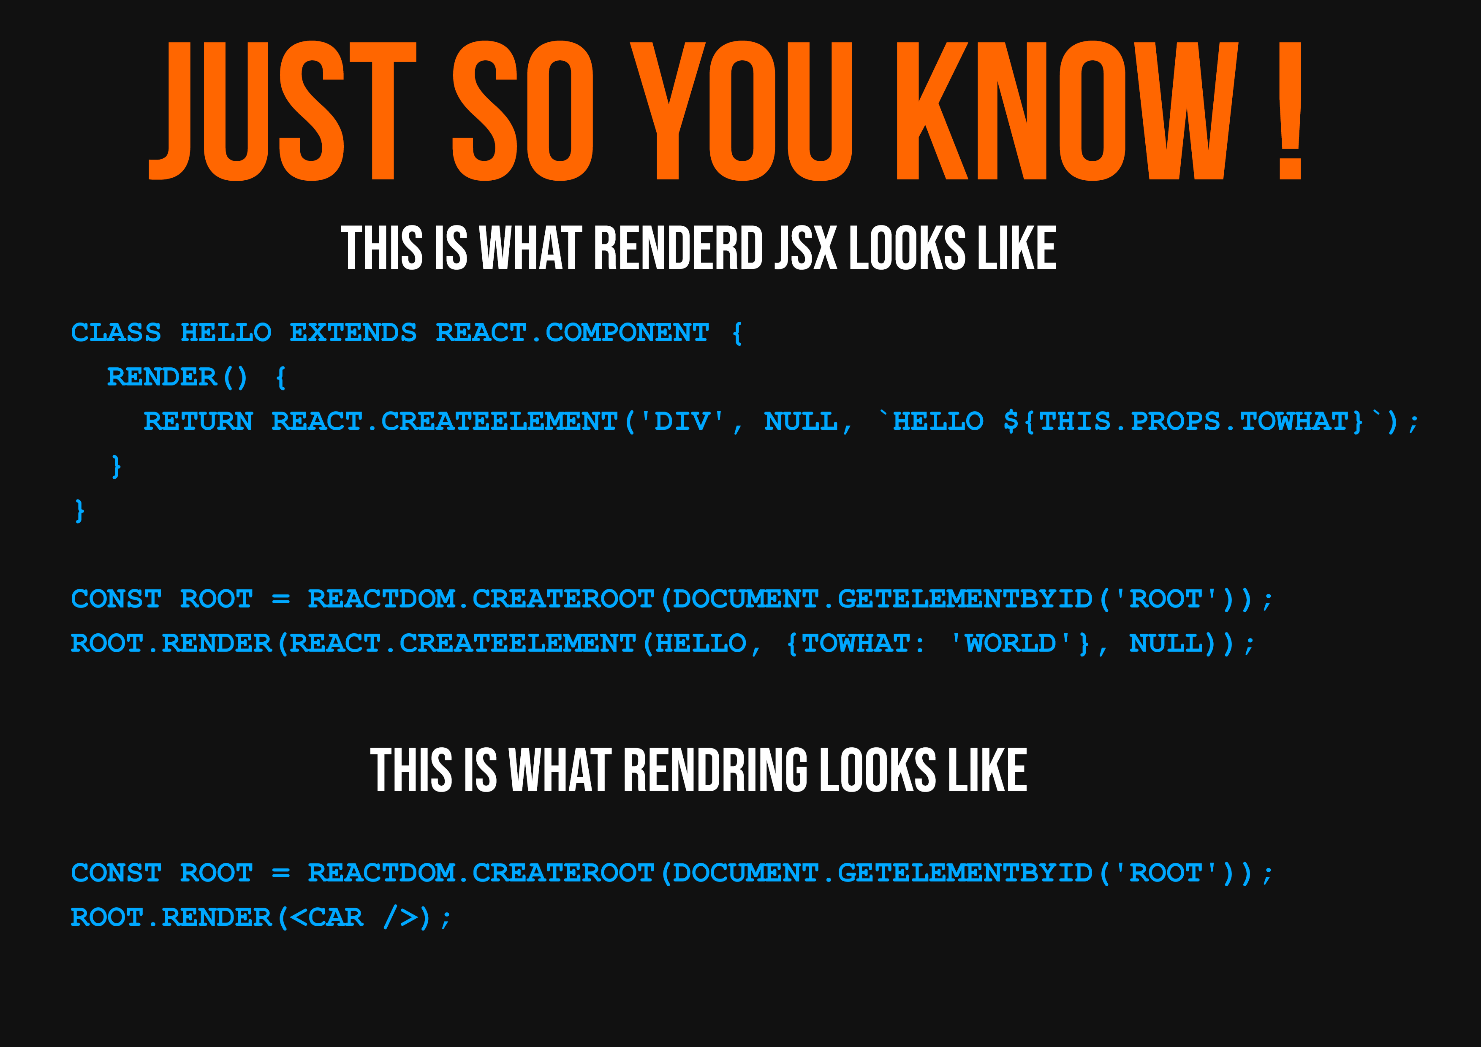 JUST SO YOU KNOW !
THIS IS WHAT RENDERD JSX LOOKS LIKE
CLASS HELLO EXTENDS REACT.COMPONENT {
  RENDER() {
    RETURN REACT.CREATEELEMENT('DIV', NULL, `HELLO ${THIS.PROPS.TOWHAT}`);
  }
}
CONST ROOT = REACTDOM.CREATEROOT(DOCUMENT.GETELEMENTBYID('ROOT'));
ROOT.RENDER(REACT.CREATEELEMENT(HELLO, {TOWHAT: 'WORLD'}, NULL));
THIS IS WHAT RENDRING LOOKS LIKE
CONST ROOT = REACTDOM.CREATEROOT(DOCUMENT.GETELEMENTBYID('ROOT'));
ROOT.RENDER(<CAR />);